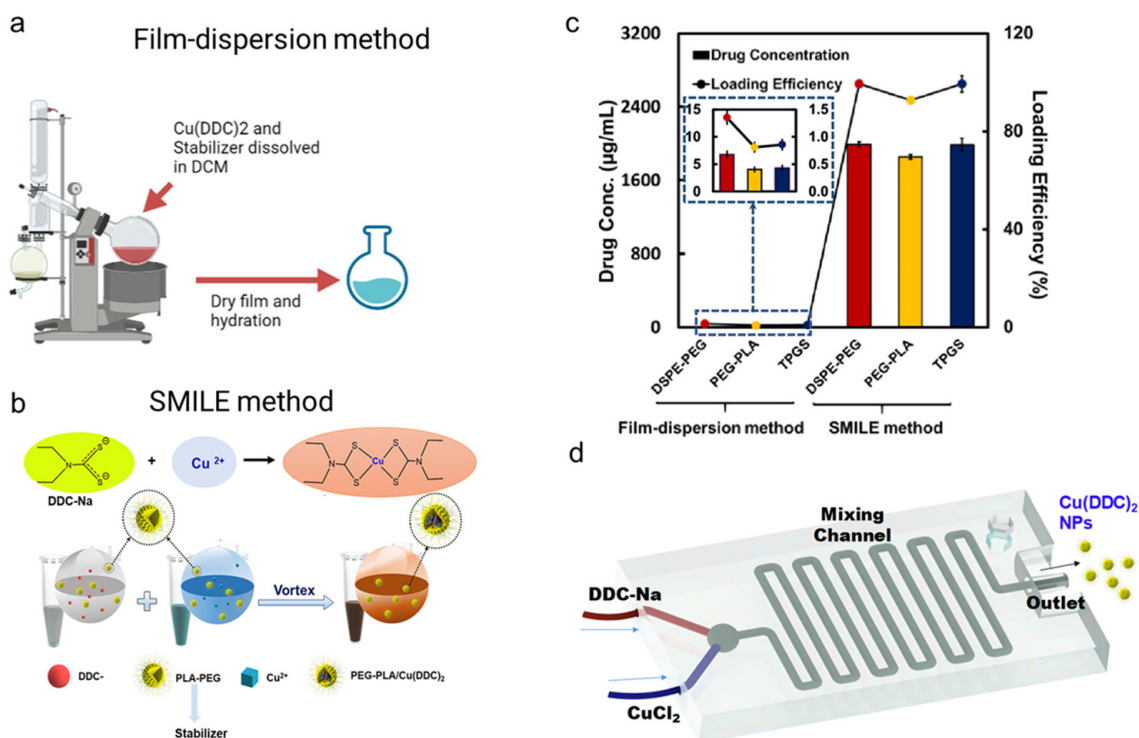 a
Film-dispersion method
Cu(DDC)2 and
Stabilizer dissolved
in DCM
Dry film and
hydration
b
SMILE method
S⊖
N
S⊖
DDC-Na
+
Cu 2+
N
S
S
Cu
S
S
N
Vortex
DDC-
PLA-PEG
Cu2+
PEG-PLA/Cu(DDC)2
Stabilizer
c
3200
2400
1600
800
0
Drug Conc. (µg/mL)
Drug Concentration
Loading Efficiency
15
10
5
0
1.5
1.0
0.5
0.0
120
80
40
0
Loading Efficiency (%)
DSPE-PEG
PEG-PLA
TPGS
DSPE-PEG
PEG-PLA
TPGS
Film-dispersion method
SMILE method
d
Mixing
Channel
Cu(DDC)2
NPs
DDC-Na
Outlet
CuCl2